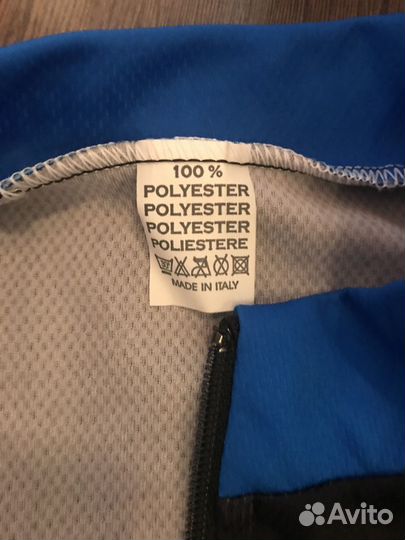 100 %
POLYESTER
POLYESTER
POLYESTER
POLIESTERE
MADE IN ITALY
Avito